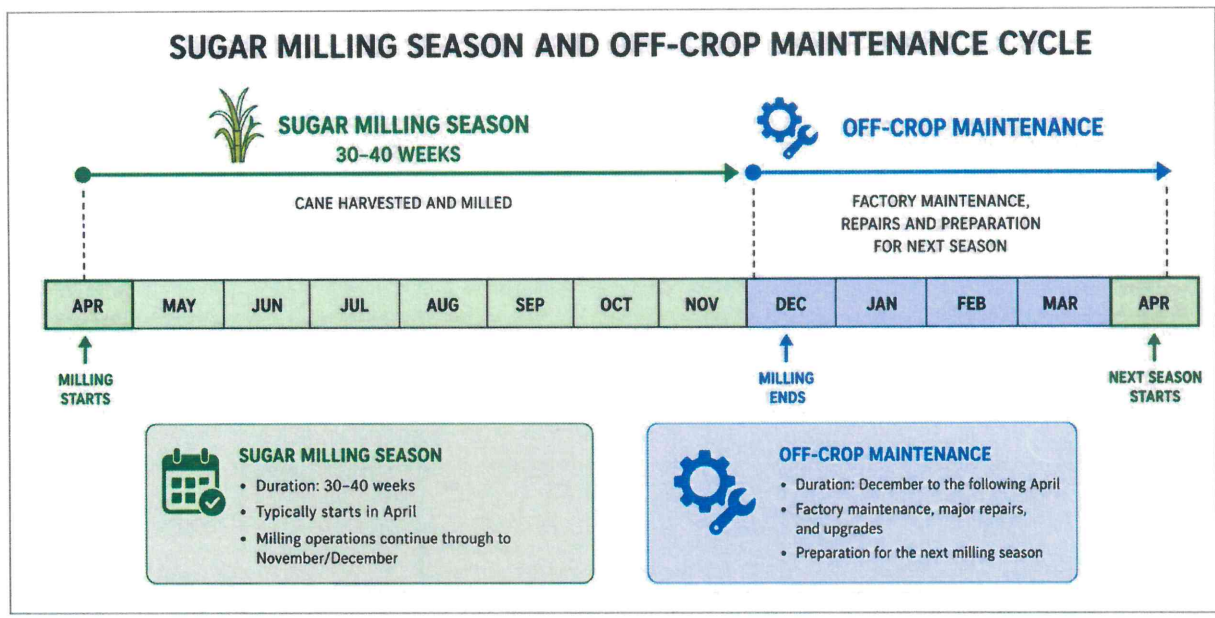 SUGAR MILLING SEASON AND OFF-CROP MAINTENANCE CYCLE
SUGAR MILLING SEASON
30–40 WEEKS
OFF-CROP MAINTENANCE
CANE HARVESTED AND MILLED
FACTORY MAINTENANCE,
REPAIRS AND PREPARATION
FOR NEXT SEASON
APR MAY JUN JUL AUG SEP OCT NOV DEC JAN FEB MAR APR
MILLING
STARTS
MILLING
ENDS
NEXT SEASON
STARTS
SUGAR MILLING SEASON
• Duration: 30–40 weeks
• Typically starts in April
• Milling operations continue through to
November/December
OFF-CROP MAINTENANCE
• Duration: December to the following April
• Factory maintenance, major repairs,
and upgrades
• Preparation for the next milling season